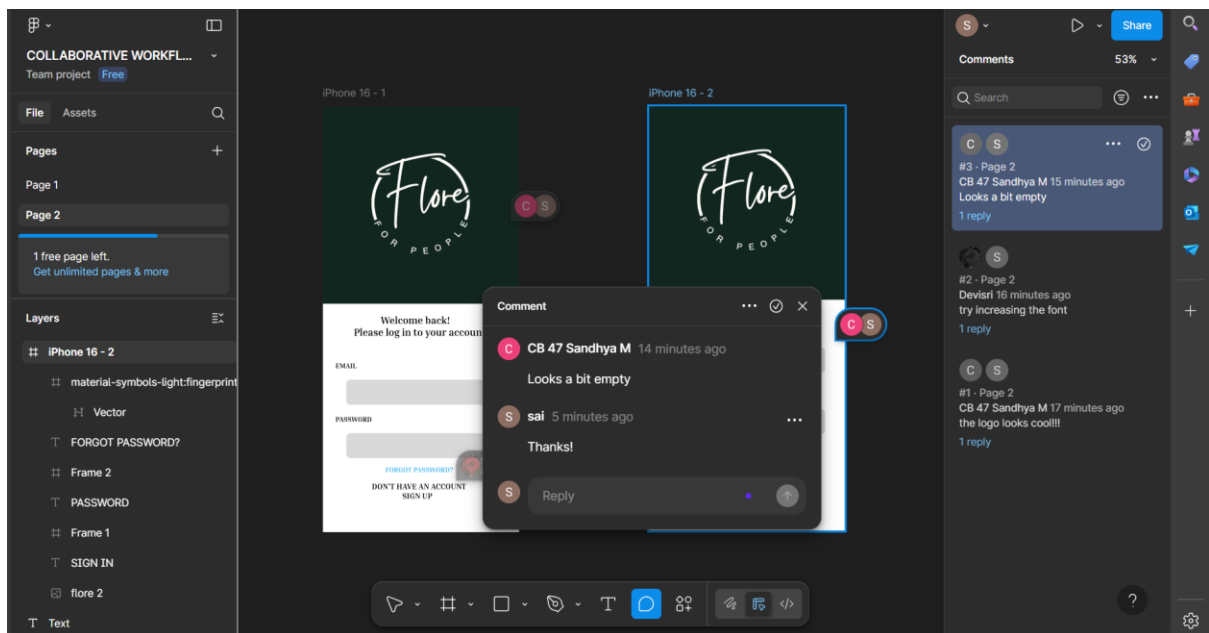 COLLABORATIVE WORKFL...
Team project Free
File Assets
Pages
Page 1
Page 2
1 free page left.
Get unlimited pages & more
Layers
iPhone 16 - 2
material-symbols-light:fingerprint
Vector
FORGOT PASSWORD?
Frame 2
PASSWORD
Frame 1
SIGN IN
flore 2
Text
iPhone 16 - 1
Flore
FOR PEOPLE
C S
Welcome back!
Please log in to your accoun
EMAIL
PASSWORD
FORGOT PASSWORD?
DON'T HAVE AN ACCOUNT
SIGN UP
iPhone 16 - 2
Flore
FOR PEOPLE
C S
Comment
C CB 47 Sandhya M 14 minutes ago
Looks a bit empty
S sai 5 minutes ago
Thanks!
S Reply
S Share
Comments 53%
Search
C S
#3 · Page 2
CB 47 Sandhya M 15 minutes ago
Looks a bit empty
1 reply
S
#2 · Page 2
Devisri 16 minutes ago
try increasing the font
1 reply
C S
#1 · Page 2
CB 47 Sandhya M 17 minutes ago
the logo looks cool!!!
1 reply
?